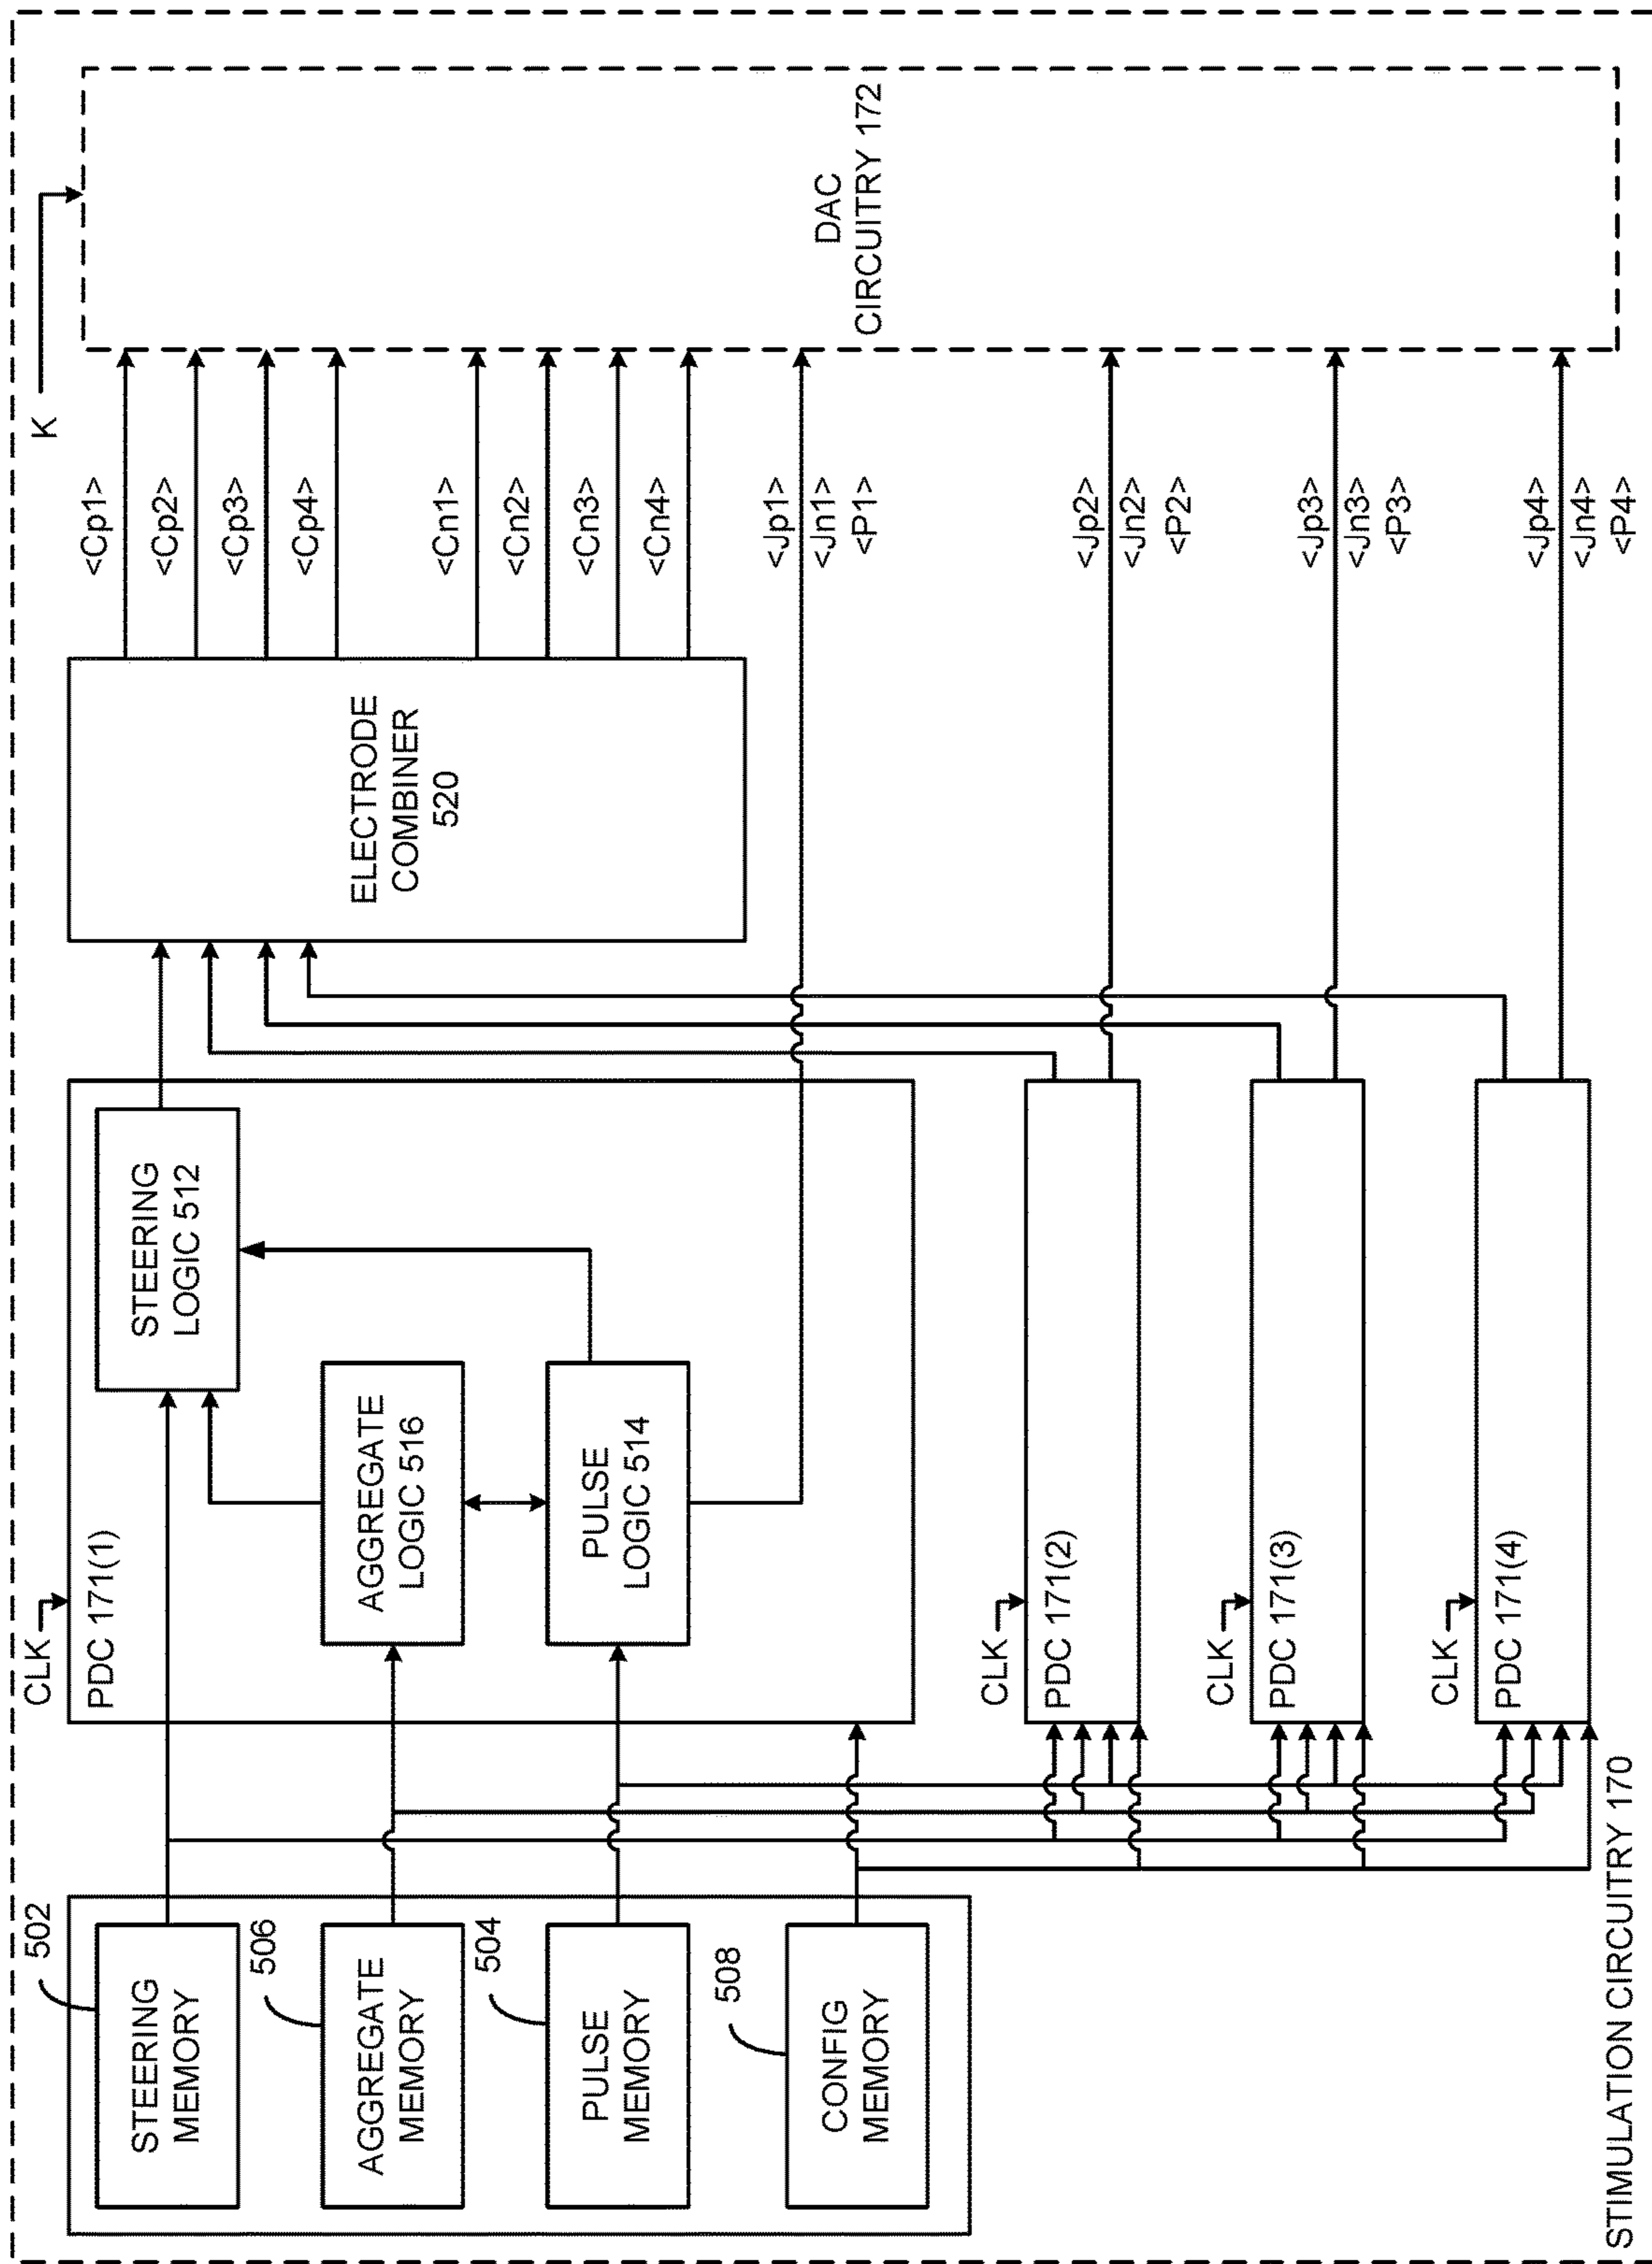 STIMULATION CIRCUITRY 170
STEERING
MEMORY
502
AGGREGATE
MEMORY
506
PULSE
MEMORY
504
CONFIG
MEMORY
508
CLK
PDC 171(1)
STEERING
LOGIC 512
AGGREGATE
LOGIC 516
PULSE
LOGIC 514
CLK
PDC 171(2)
CLK
PDC 171(3)
CLK
PDC 171(4)
ELECTRODE
COMBINER
520
K
<Cp1>
<Cp2>
<Cp3>
<Cp4>
<Cn1>
<Cn2>
<Cn3>
<Cn4>
<Jp1>
<Jn1>
<P1>
<Jp2>
<Jn2>
<P2>
<Jp3>
<Jn3>
<P3>
<Jp4>
<Jn4>
<P4>
DAC
CIRCUITRY 172